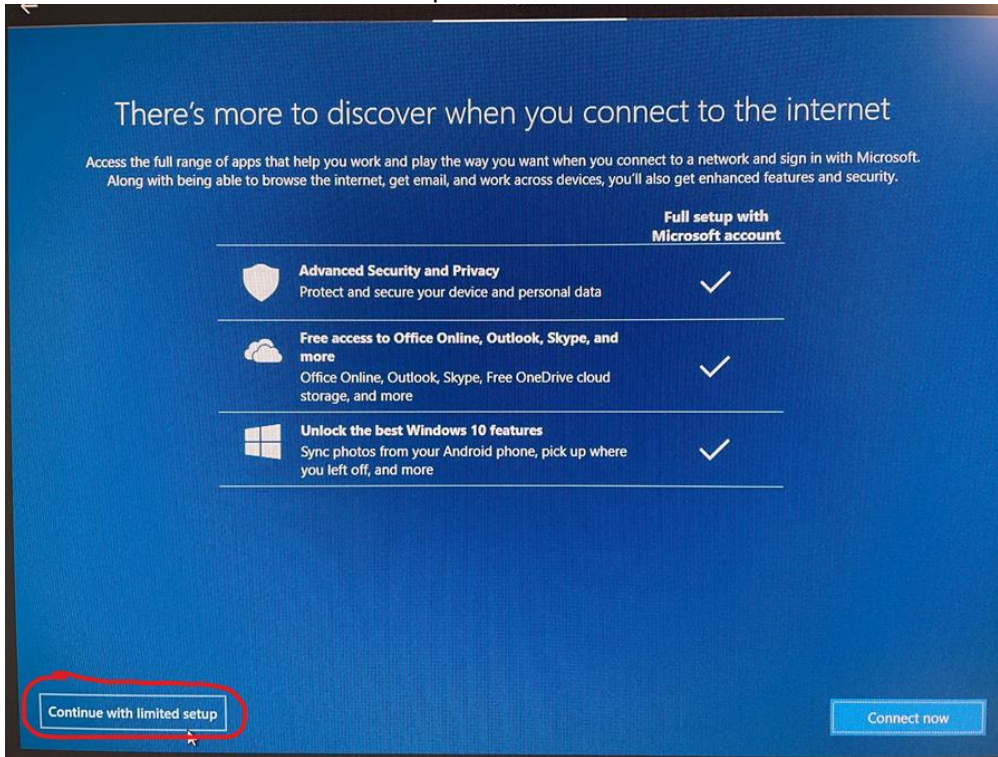 There's more to discover when you connect to the internet
Access the full range of apps that help you work and play the way you want when you connect to a network and sign in with Microsoft.
Along with being able to browse the internet, get email, and work across devices, you'll also get enhanced features and security.
Full setup with
Microsoft account
Advanced Security and Privacy
Protect and secure your device and personal data
Free access to Office Online, Outlook, Skype, and
more
Office Online, Outlook, Skype, Free OneDrive cloud
storage, and more
Unlock the best Windows 10 features
Sync photos from your Android phone, pick up where
you left off, and more
Continue with limited setup
Connect now